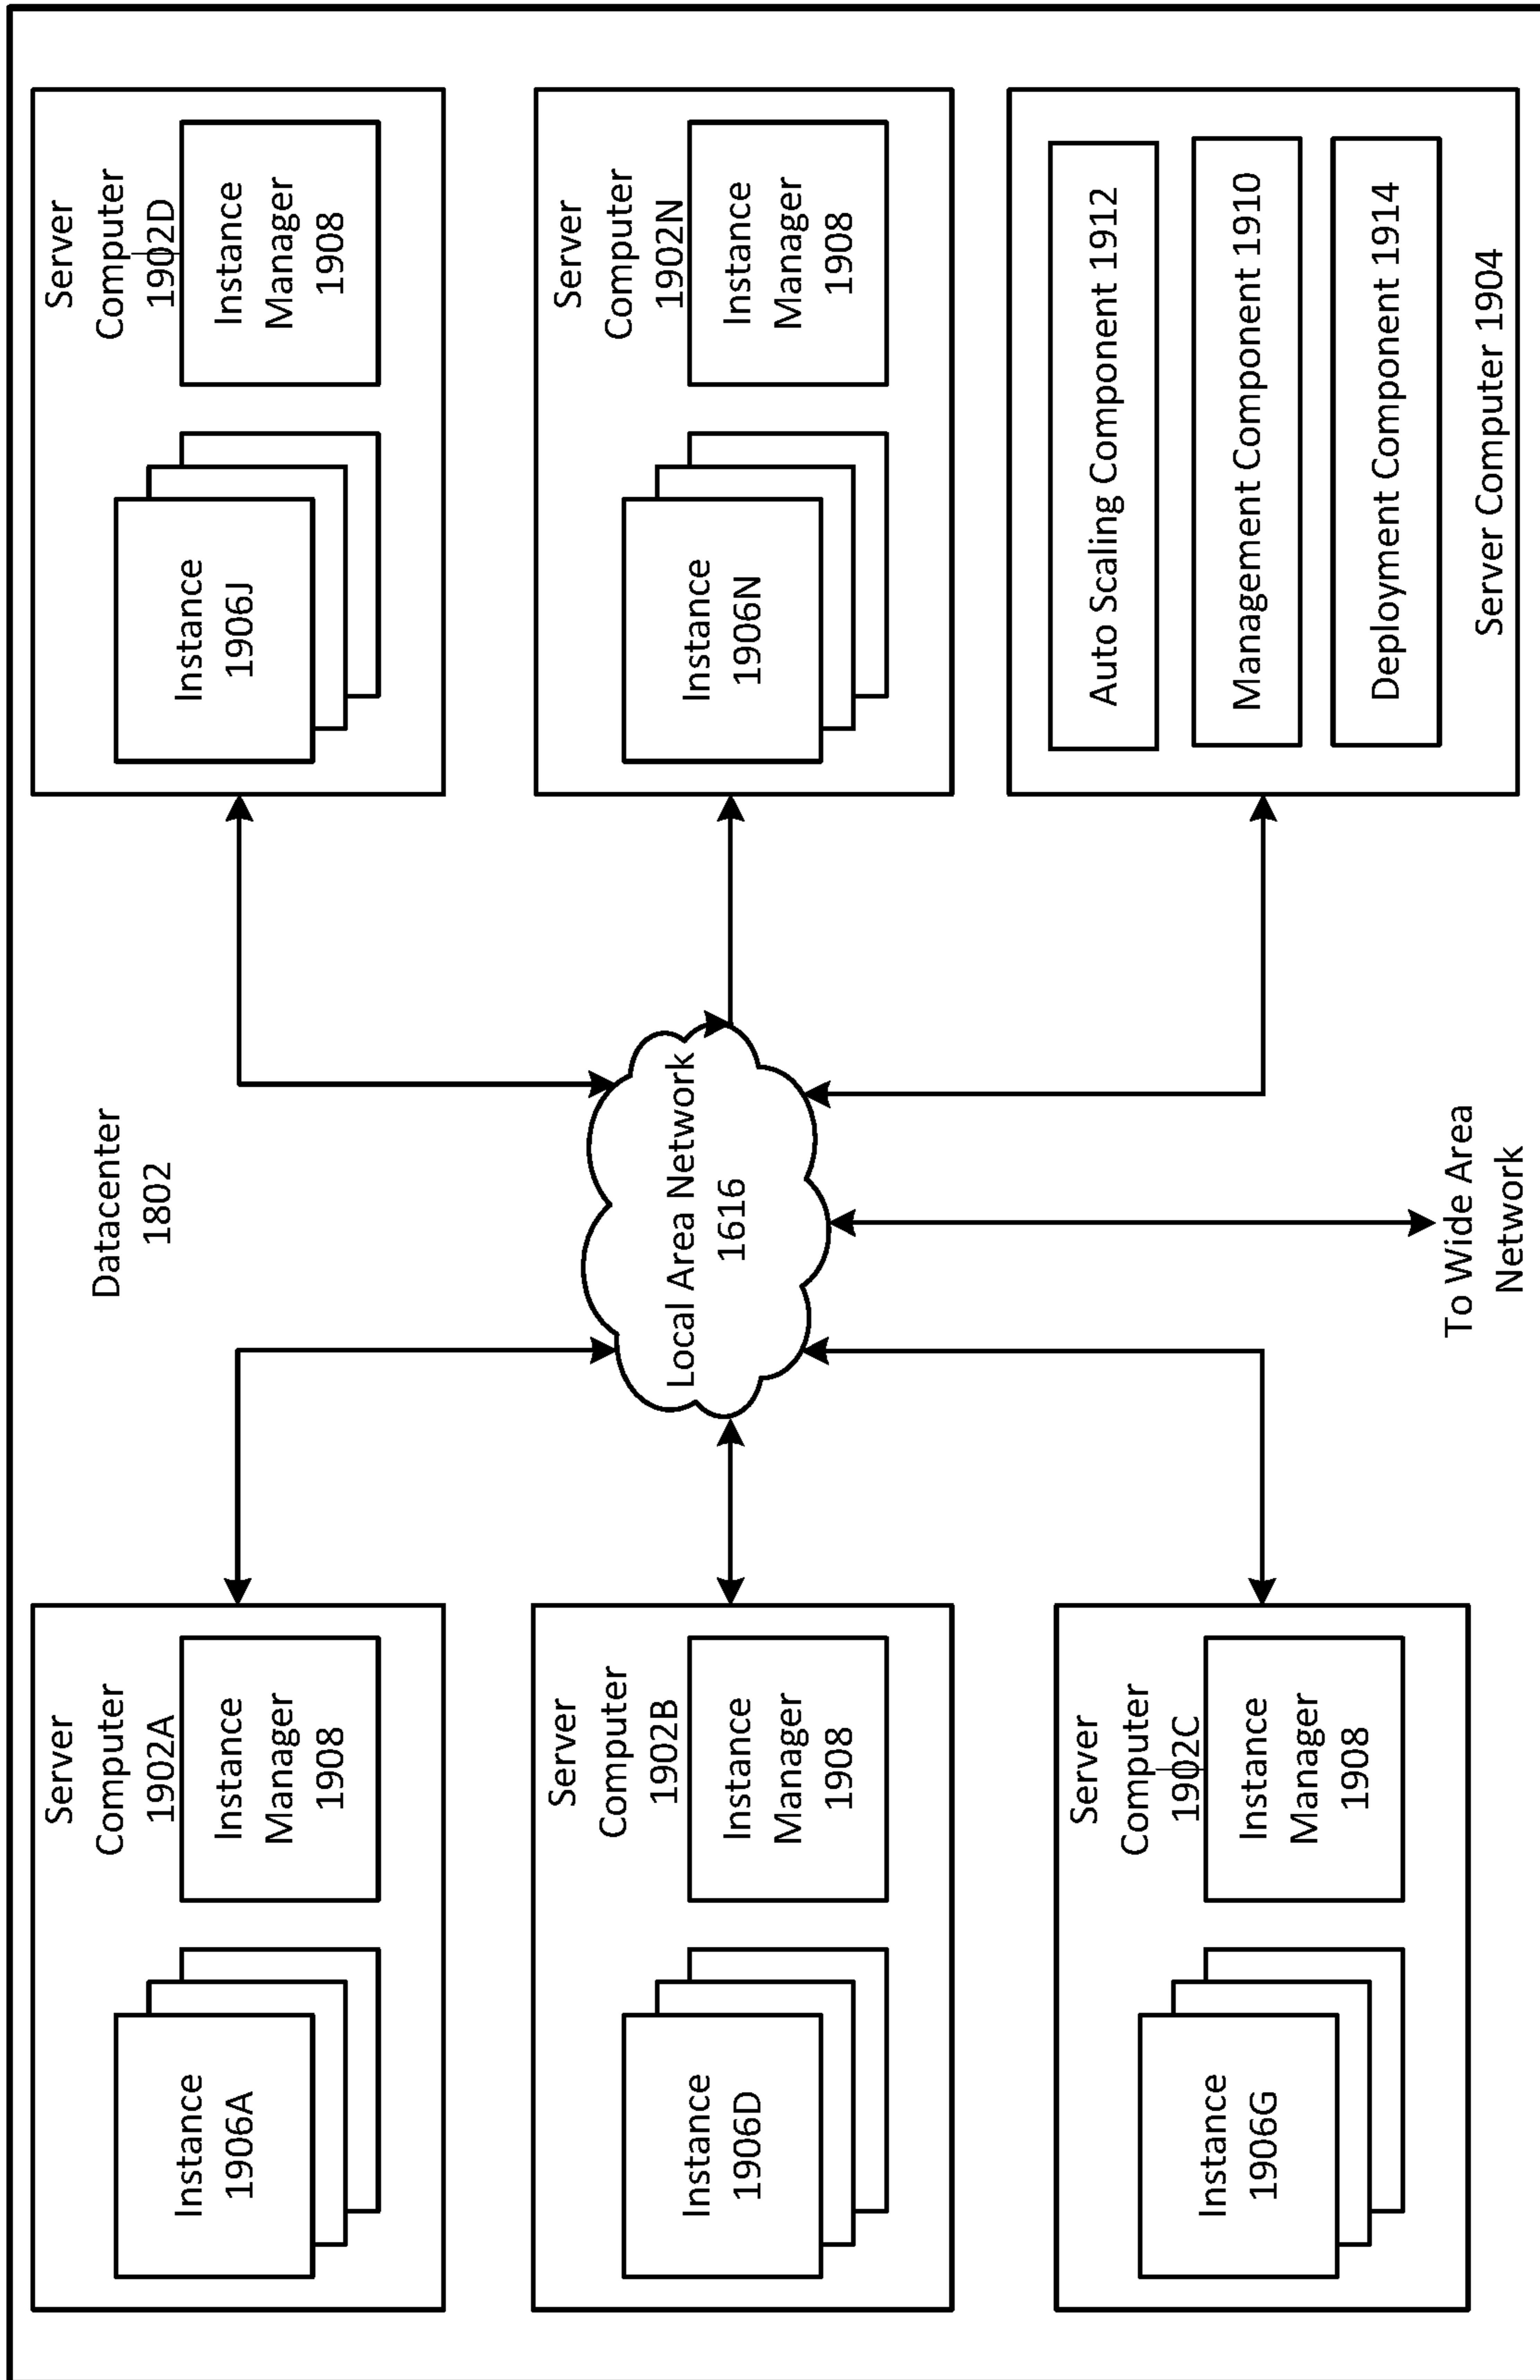 Datacenter
1802
Server
Computer
1902A
Instance
1906A
Instance
Manager
1908
Server
Computer
1902D
Instance
1906J
Instance
Manager
1908
Server
Computer
1902B
Instance
1906D
Instance
Manager
1908
Local Area Network
1616
Server
Computer
1902N
Instance
1906N
Instance
Manager
1908
Server
Computer
1902C
Instance
1906G
Instance
Manager
1908
Auto Scaling Component 1912
Management Component 1910
Deployment Component 1914
Server Computer 1904
To Wide Area
Network